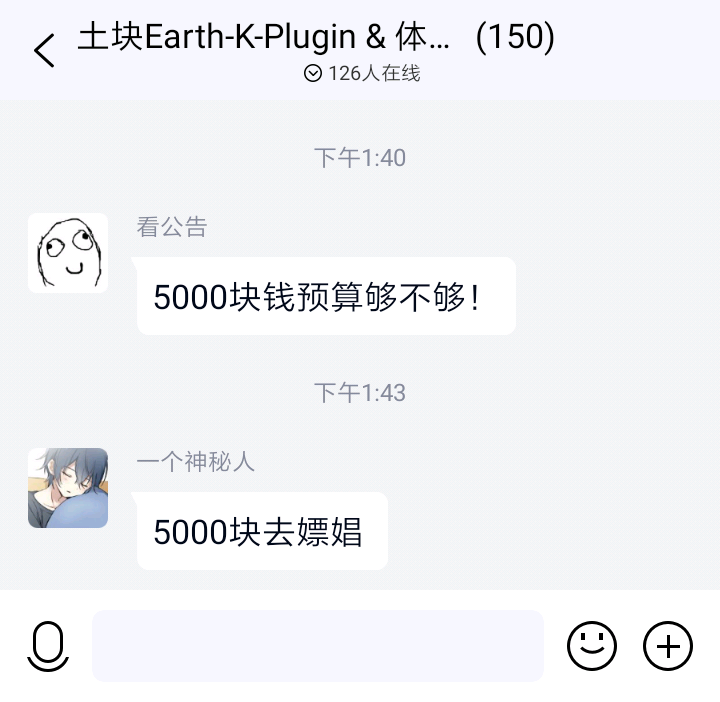 土块Earth-K-Plugin & 体... (150)
126人在线
下午1:40
看公告
5000块钱预算够不够！
下午1:43
一个神秘人
5000块去嫖娼